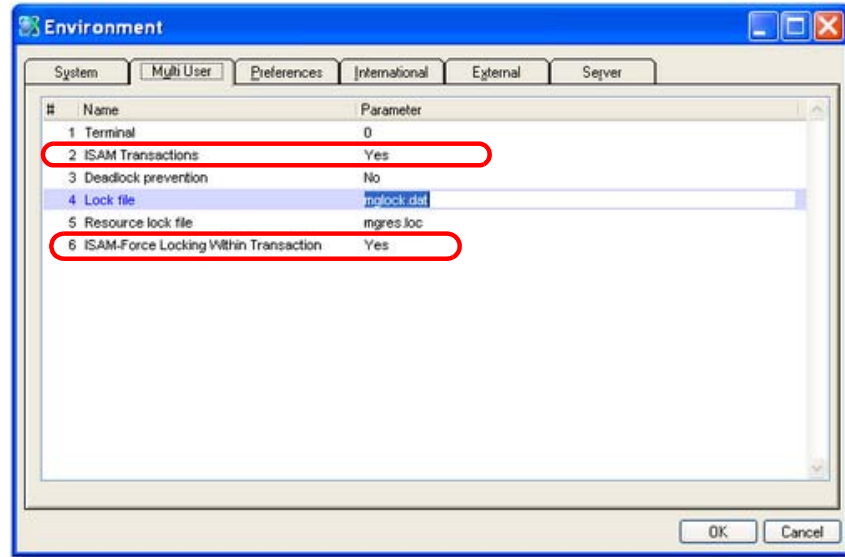 Environment
System Multi User Preferences International External Server
# Name Parameter
1 Terminal 0
2 ISAM Transactions Yes
3 Deadlock prevention No
4 Lock file mglock.dat
5 Resource lock file mgres.loc
6 ISAM-Force Locking Within Transaction Yes
OK Cancel